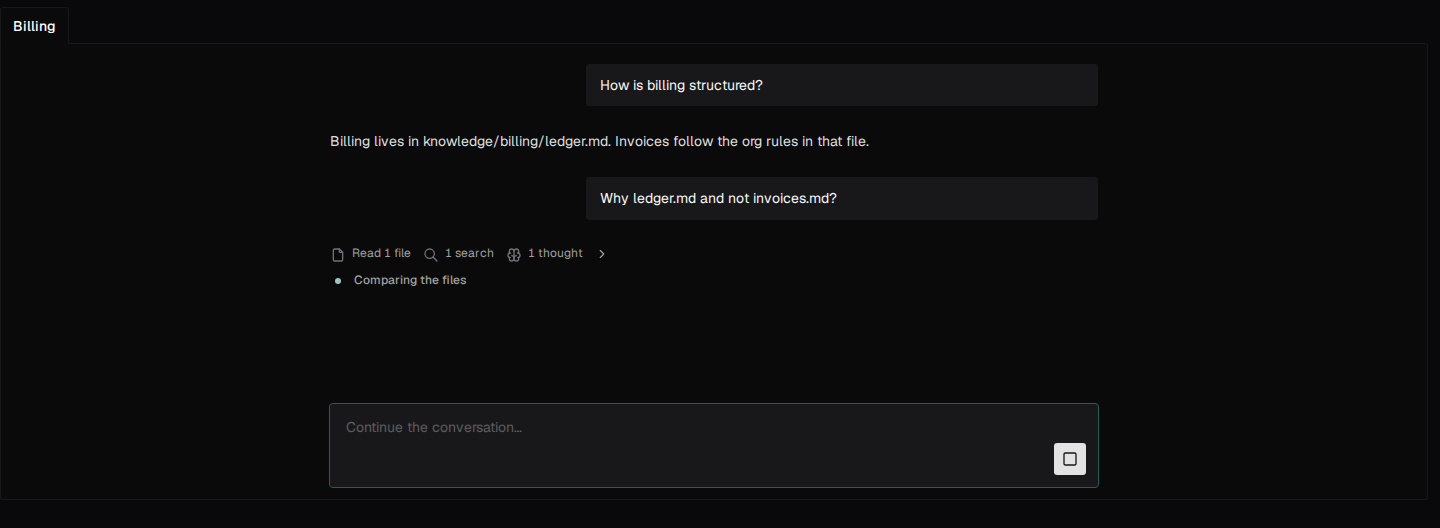 Billing
How is billing structured?
Billing lives in knowledge/billing/ledger.md. Invoices follow the org rules in that file.
Why ledger.md and not invoices.md?
Read 1 file 1 search 1 thought
Comparing the files
Continue the conversation…